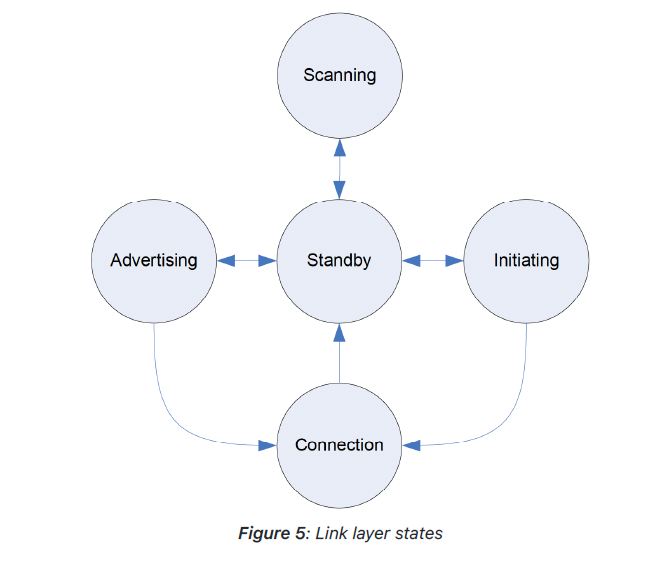 Scanning
Advertising
Standby
Initiating
Connection
Figure 5: Link layer states